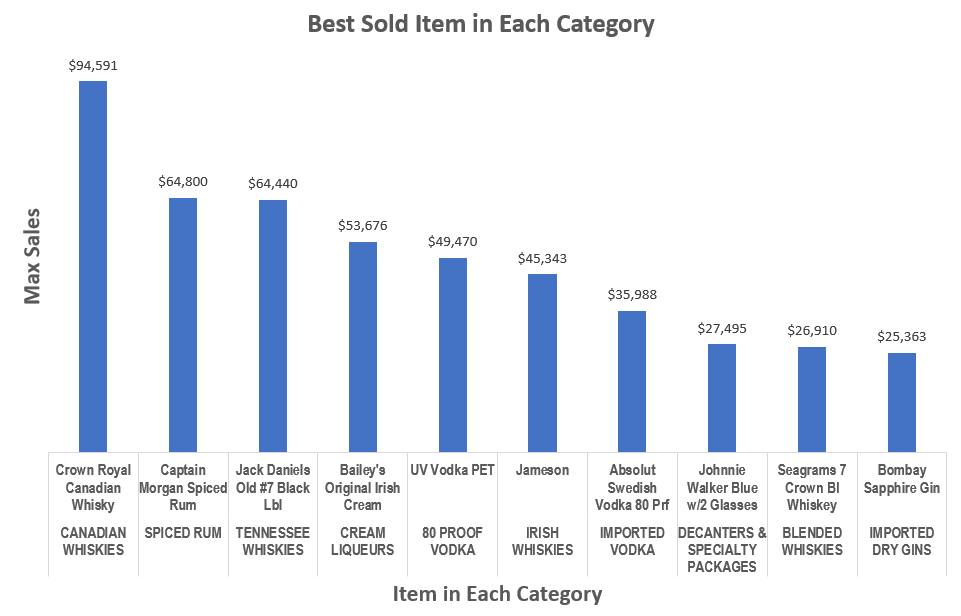 Best Sold Item in Each Category
$94,591
$64,800
$64,440
$53,676
$49,470
$45,343
$35,988
$27,495
$26,910
$25,363
Max Sales
Crown Royal
Canadian
Whisky
CANADIAN
WHISKIES
Captain
Morgan Spiced
Rum
SPICED RUM
Jack Daniels
Old #7 Black
Lbl
TENNESSEE
WHISKIES
Bailey's
Original Irish
Cream
CREAM
LIQUEURS
UV Vodka PET
80 PROOF
VODKA
Jameson
IRISH
WHISKIES
Absolut
Swedish
Vodka 80 Prf
IMPORTED
VODKA
Johnnie
Walker Blue
w/2 Glasses
DECANTERS &
SPECIALTY
PACKAGES
Seagrams 7
Crown Bl
Whiskey
BLENDED
WHISKIES
Bombay
Sapphire Gin
IMPORTED
DRY GINS
Item in Each Category